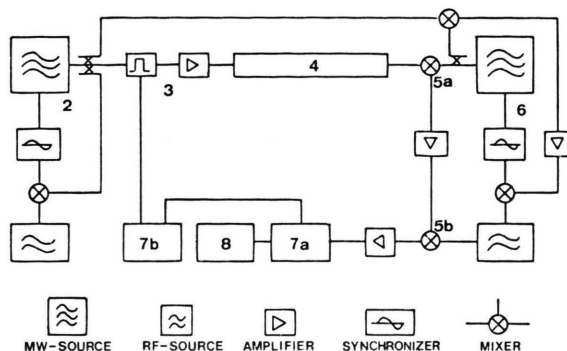 2
3
4
5a
6
7b
8
7a
5b
MW-SOURCE
RF-SOURCE
AMPLIFIER
SYNCHRONIZER
MIXER